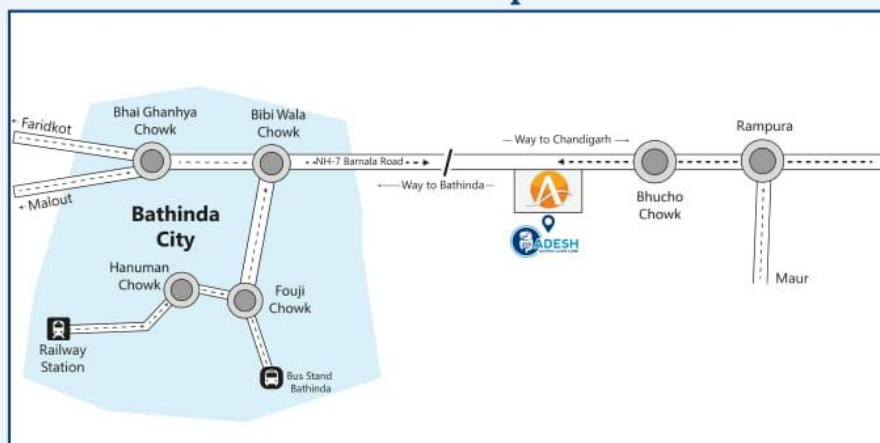 Faridkot
Bhai Ghanhya
Chowk
Bibi Wala
Chowk
Way to Chandigarh
Rampura
NH-7 Barnala Road
Way to Bathinda
Malout
Bathinda
City
Bhucho
Chowk
ADESH
Hanuman
Chowk
Fouji
Chowk
Maur
Railway
Station
Bus Stand
Bathinda